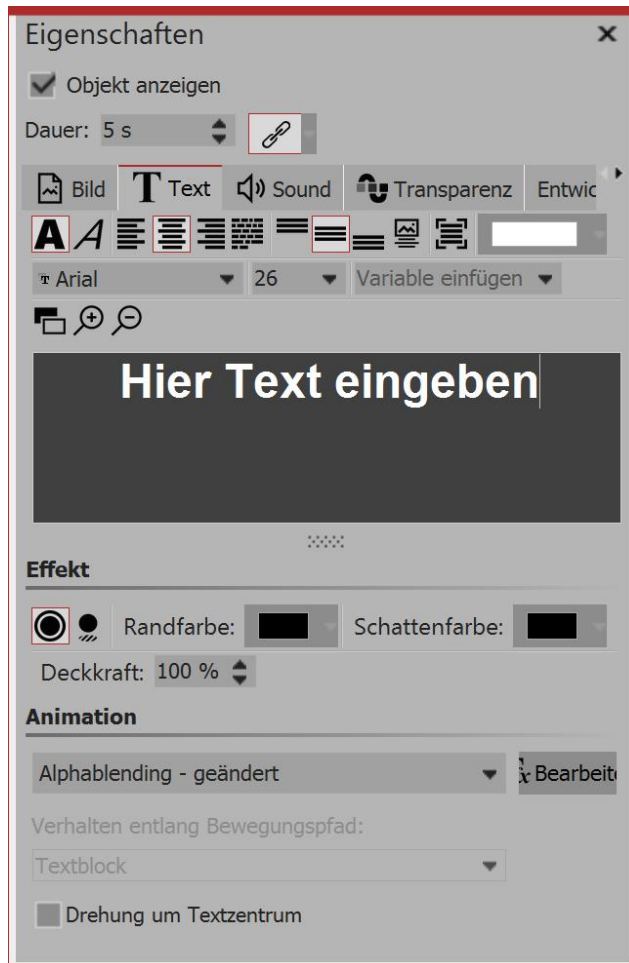 Eigenschaften
Objekt anzeigen
Dauer: 5 s
Bild Text Sound Transparenz Entwic
Arial 26 Variable einfügen
Hier Text eingeben
Effekt
Randfarbe: Schattenfarbe:
Deckkraft: 100 %
Animation
Alphablending - geändert Bearbeite
Verhalten entlang Bewegungspfad:
Textblock
Drehung um Textzentrum